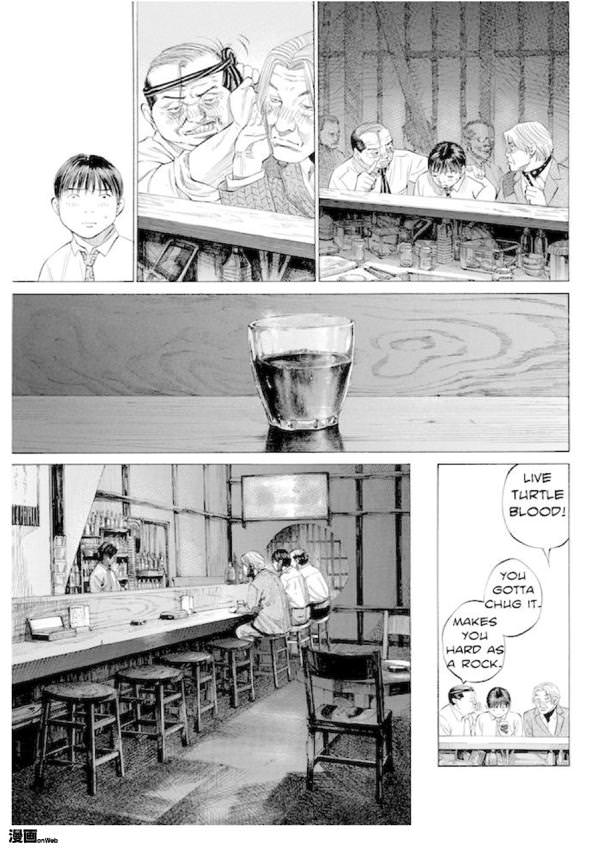 LIVE
TURTLE
BLOOD!
YOU
GOTTA
CHUG IT.
MAKES
YOU
HARD AS
A ROCK.
漫画onWeb